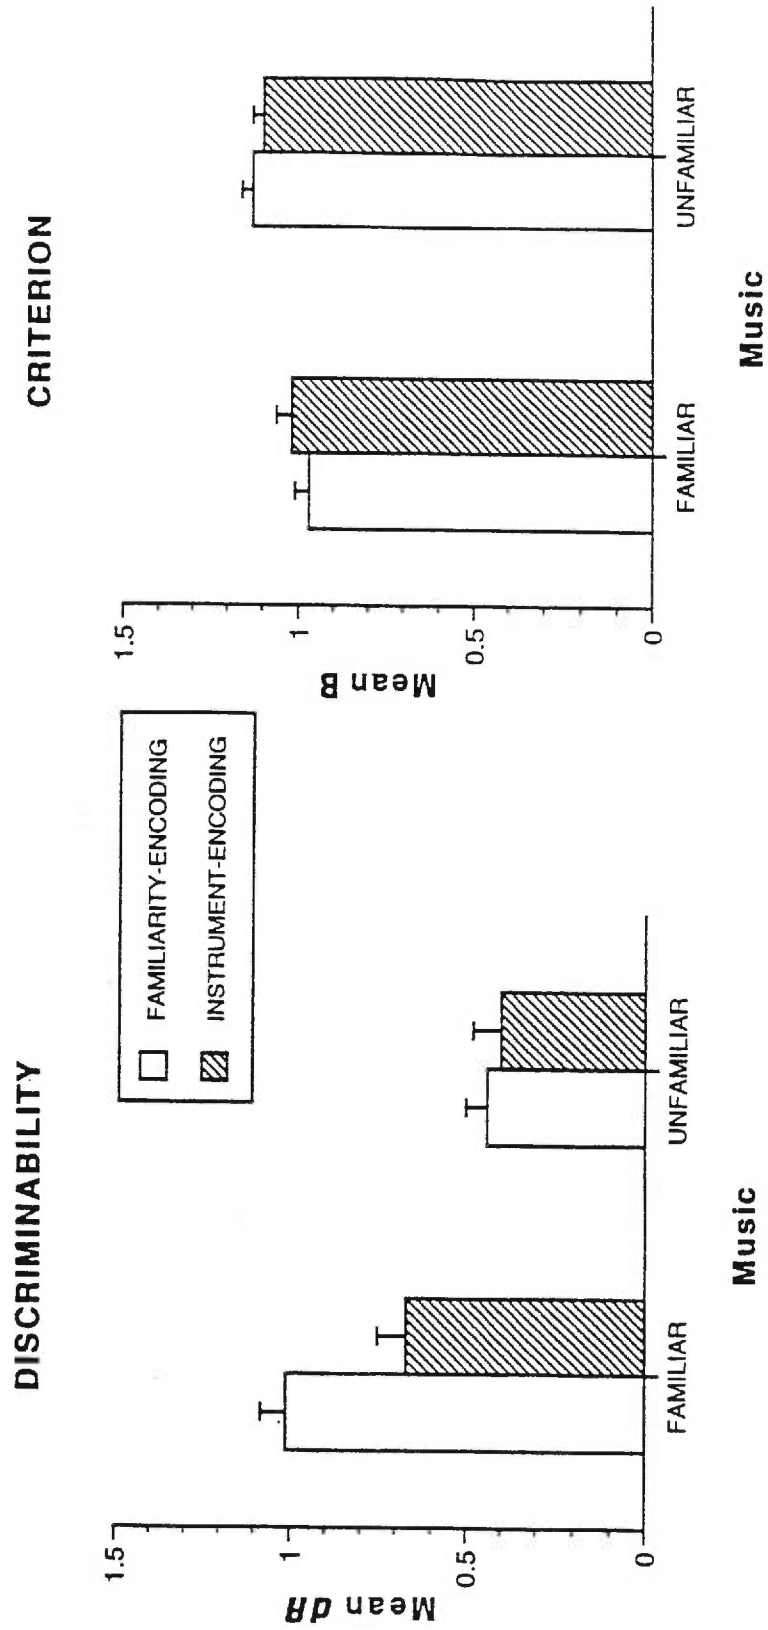 DISCRIMINABILITY
Mean dR
1.5
1
0.5
0
FAMILIAR
UNFAMILIAR
Music
FAMILIARITY-ENCODING
INSTRUMENT-ENCODING
CRITERION
Mean B
1.5
1
0.5
0
FAMILIAR
UNFAMILIAR
Music